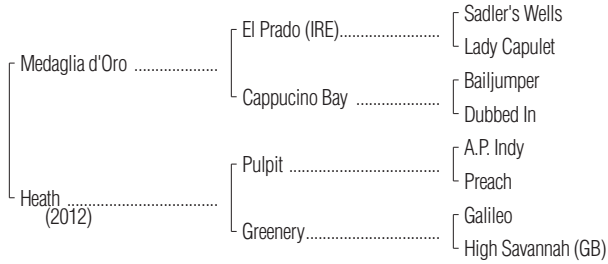 Sadler's Wells
El Prado (IRE)....................
Lady Capulet
Medaglia d'Oro .................
Bailjumper
Cappucino Bay .................
Dubbed In
A.P. Indy
Pulpit ...............................
Preach
Heath ...............................
(2012)
Galileo
Greenery...........................
High Savannah (GB)